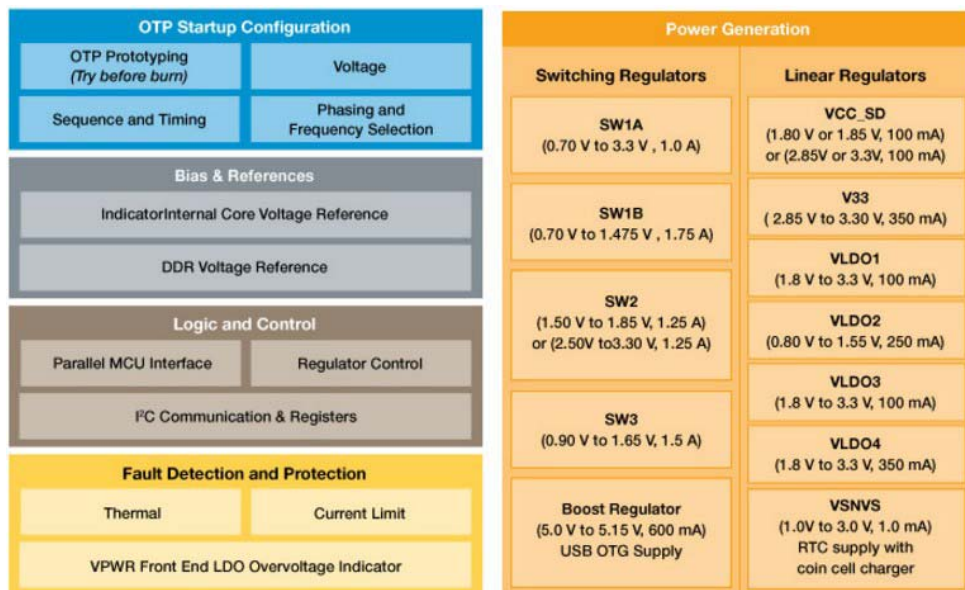 OTP Startup Configuration
OTP Prototyping
(Try before burn)
Voltage
Sequence and Timing
Phasing and
Frequency Selection
Bias & References
IndicatorInternal Core Voltage Reference
DDR Voltage Reference
Logic and Control
Parallel MCU Interface
Regulator Control
I²C Communication & Registers
Fault Detection and Protection
Thermal
Current Limit
VPWR Front End LDO Overvoltage Indicator
Power Generation
Switching Regulators
SW1A
(0.70 V to 3.3 V , 1.0 A)
SW1B
(0.70 V to 1.475 V , 1.75 A)
SW2
(1.50 V to 1.85 V, 1.25 A)
or (2.50V to3.30 V, 1.25 A)
SW3
(0.90 V to 1.65 V, 1.5 A)
Boost Regulator
(5.0 V to 5.15 V, 600 mA)
USB OTG Supply
Linear Regulators
VCC_SD
(1.80 V or 1.85 V, 100 mA)
or (2.85V or 3.3V, 100 mA)
V33
( 2.85 V to 3.30 V, 350 mA)
VLDO1
(1.8 V to 3.3 V, 100 mA)
VLDO2
(0.80 V to 1.55 V, 250 mA)
VLDO3
(1.8 V to 3.3 V, 100 mA)
VLDO4
(1.8 V to 3.3 V, 350 mA)
VSNVS
(1.0V to 3.0 V, 1.0 mA)
RTC supply with
coin cell charger